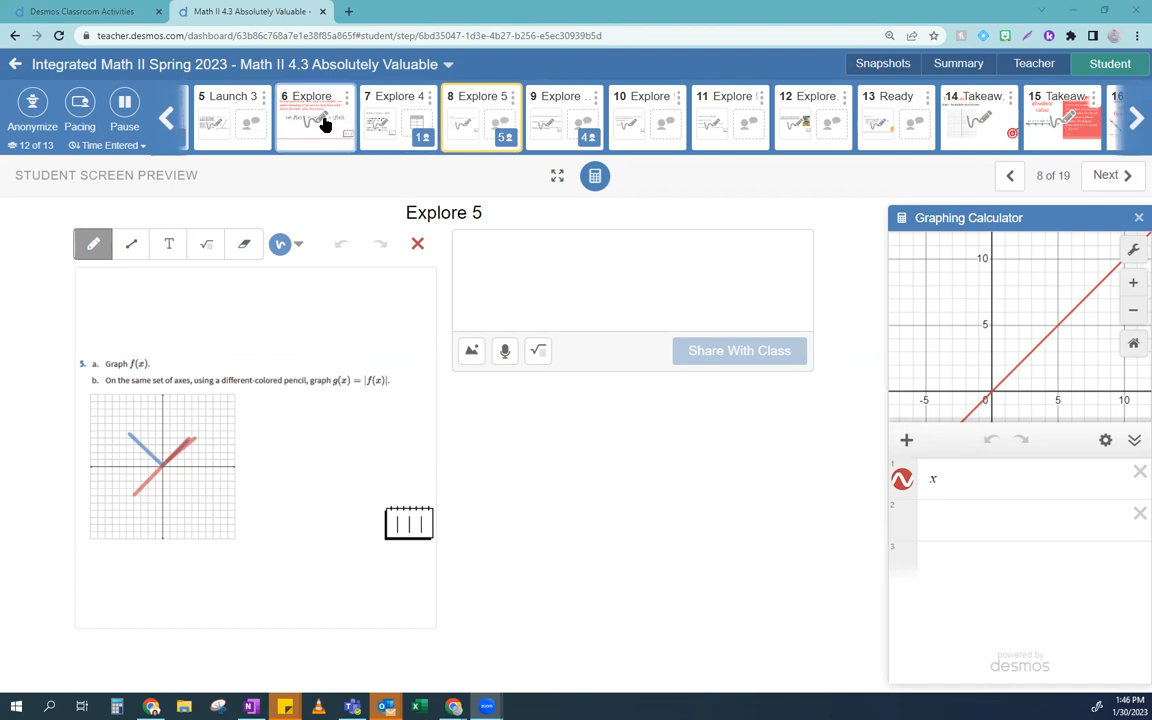 Desmos Classroom Activities
Math II 4.3 Absolutely Valuable -
teacher.desmos.com/dashboard/63b86c768a7e1e38f85a865f#student/step/6bd35047-1d3e-4b27-b256-e5ec30939b5d
Integrated Math II Spring 2023 - Math II 4.3 Absolutely Valuable
Snapshots
Summary
Teacher
Student
Anonymize
Pacing
Pause
12 of 13
Time Entered
5 Launch 3
6 Explore
7 Explore 4
1
8 Explore 5
5
9 Explore ..
4
10 Explore
11 Explore
12 Explore.
13 Ready
14 Takeaw.
15 Takeaw.
16
STUDENT SCREEN PREVIEW
8 of 19
Next
Explore 5
T
5. a. Graph f(x).
b. On the same set of axes, using a different-colored pencil, graph g(x) = |f(x)|.
Share With Class
Graphing Calculator
10
5
-5
0
5
10
1
x
2
3
powered by
desmos
1:46 PM
1/30/2023